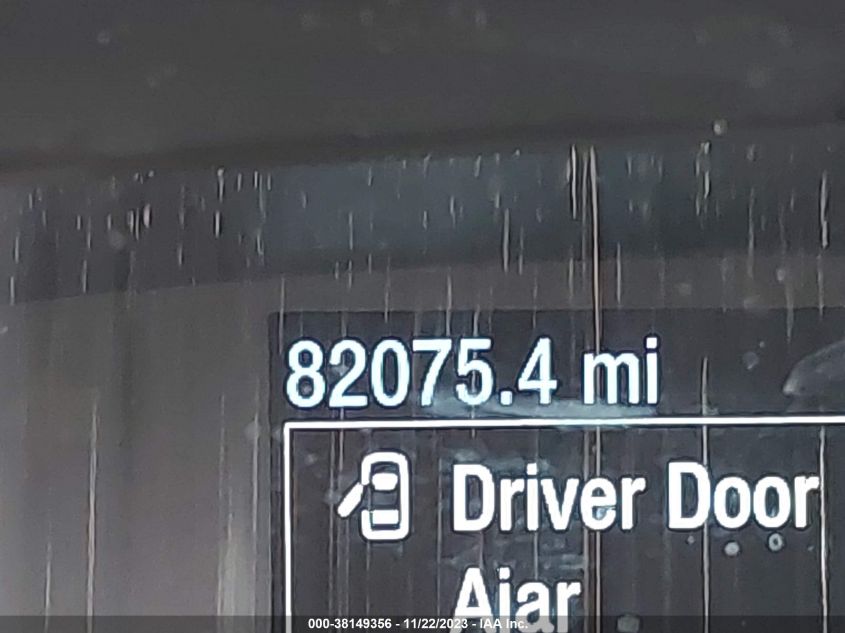 82075.4 mi
Driver Door
Ajar
000-38149356 - 11/22/2023 - IAA Inc.